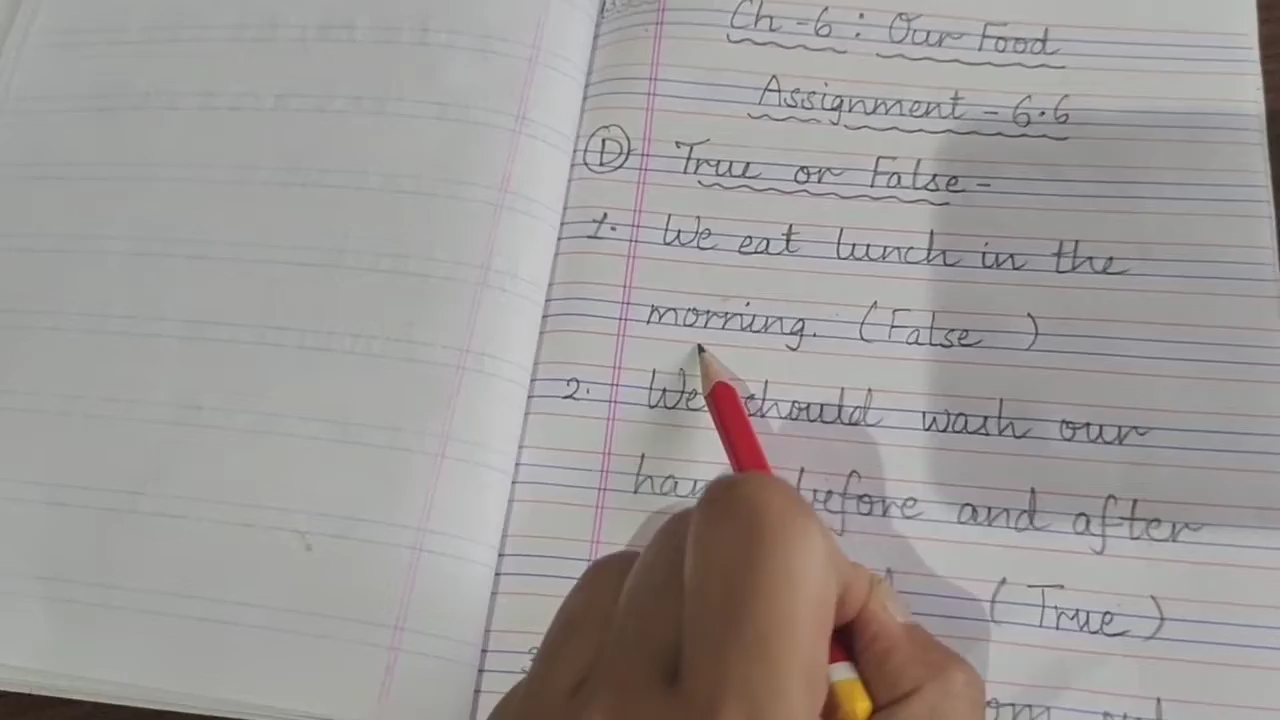 Ch - 6 : Our Food
Assignment - 6.6
D True or False -
1. We eat lunch in the
morning. (False )
2. We should wash our
before and after
(True)